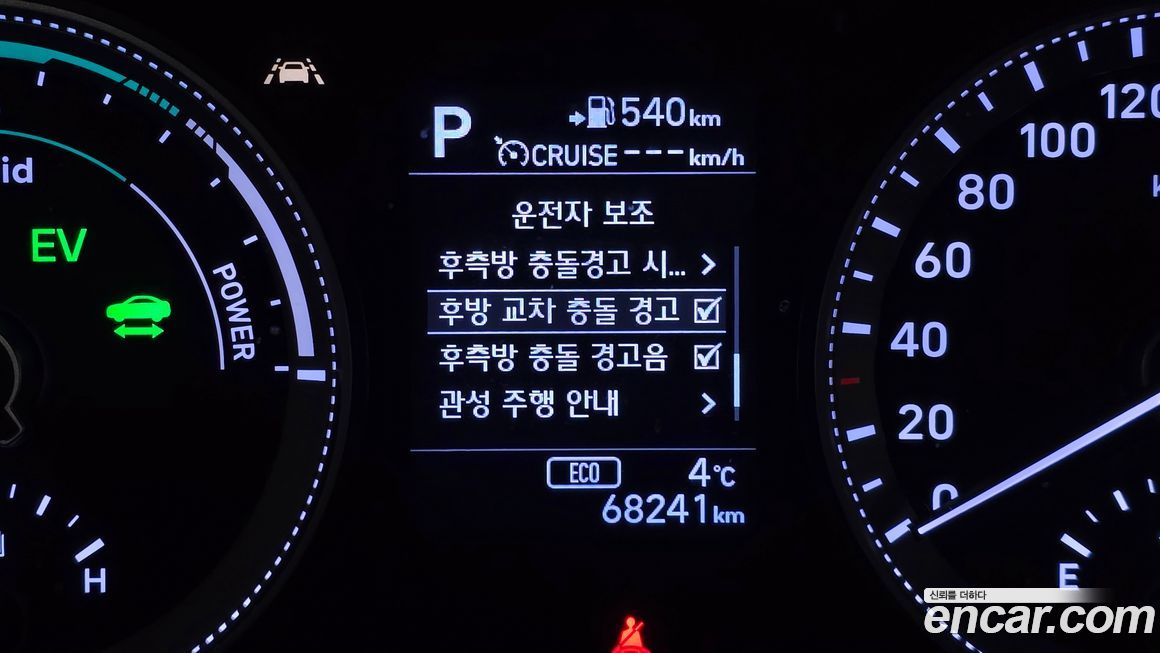 P
540km
CRUISE ---km/h
운전자 보조
후측방 충돌경고 시...
후방 교차 충돌 경고
후측방 충돌 경고음
관성 주행 안내
ECO
4°C
68241km
id
EV
POWER
H
120
100
80
60
40
20
0
E
신뢰를 더하다
encar.com